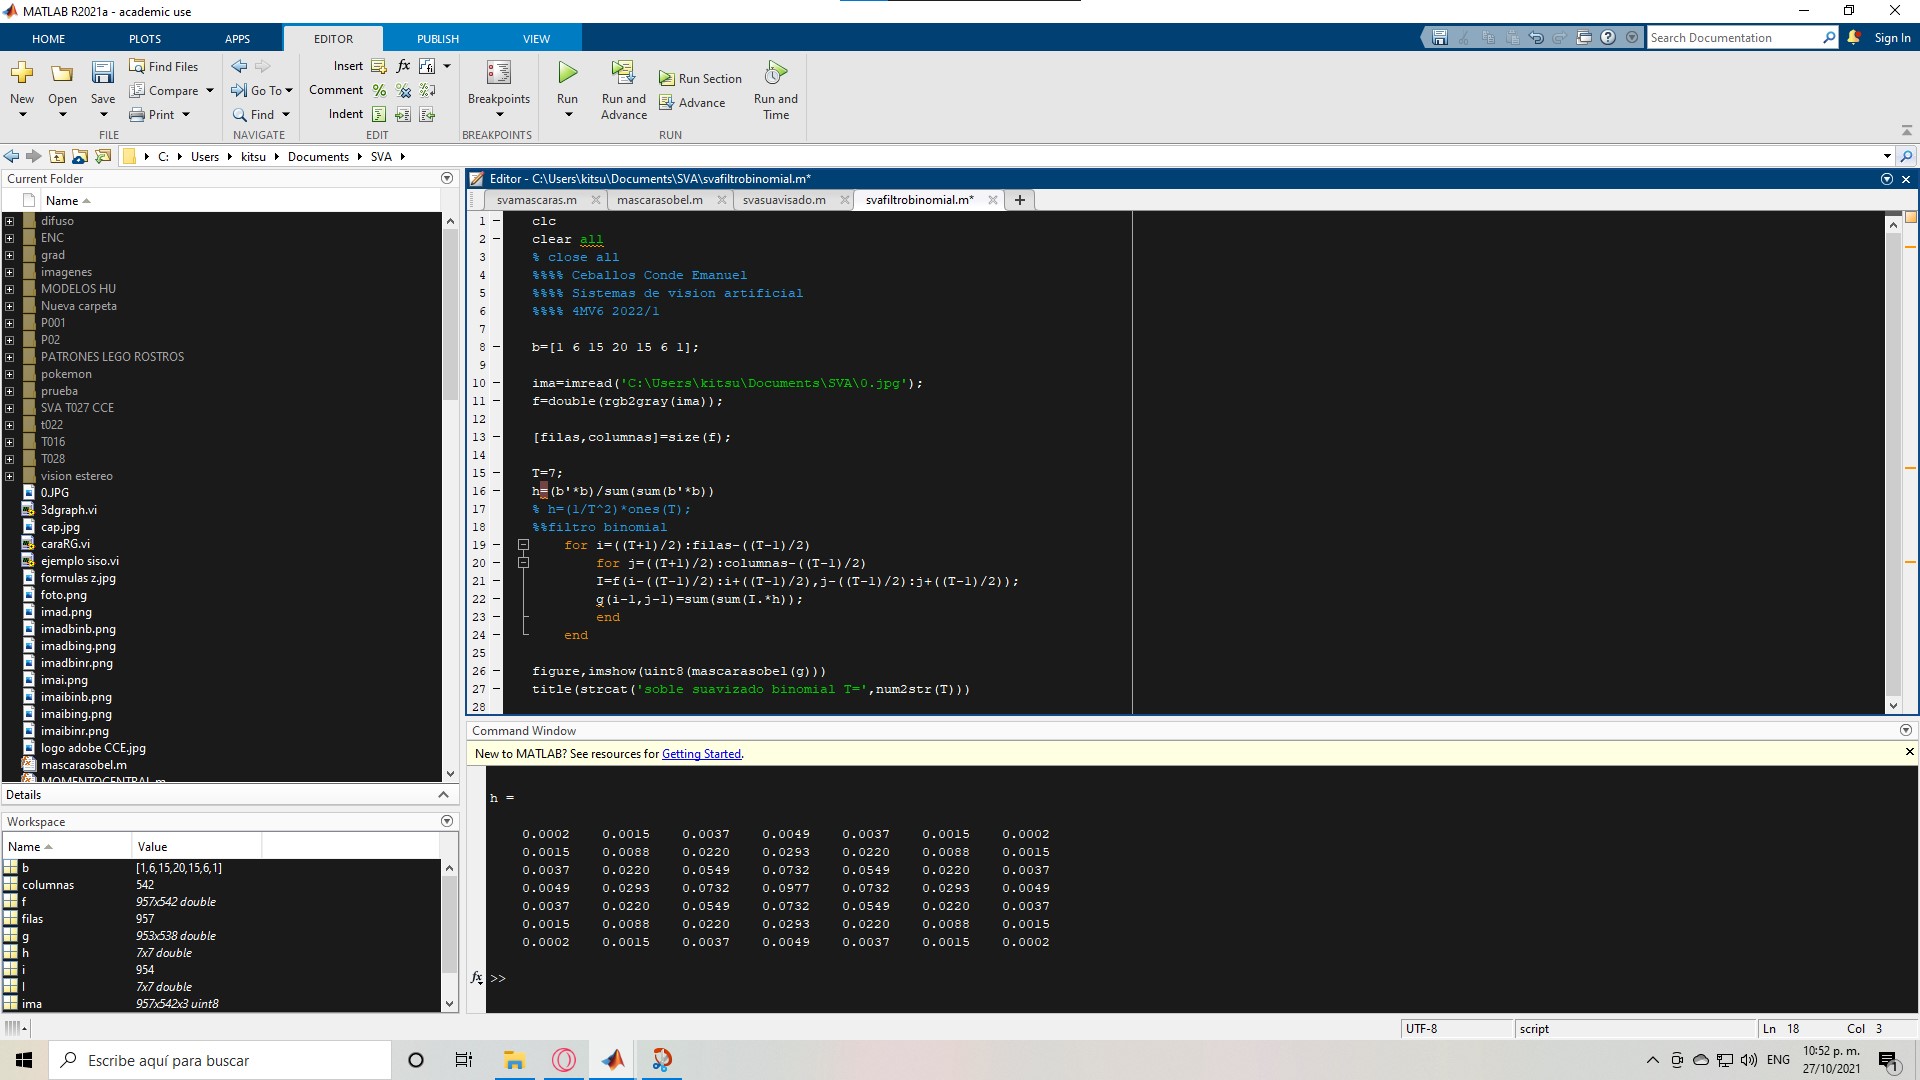 MATLAB R2021a - academic use
HOME PLOTS APPS EDITOR PUBLISH VIEW Search Documentation Sign In
New Open Save Find Files Compare Print
FILE
Go To Find
NAVIGATE
Insert fx
Comment
Indent
EDIT
Breakpoints
BREAKPOINTS
Run Run and Advance Run Section Advance Run and Time
RUN
C: Users kitsu Documents SVA
Current Folder
Name
difuso
ENC
grad
imagenes
MODELOS HU
Nueva carpeta
P001
P02
PATRONES LEGO ROSTROS
pokemon
prueba
SVA T027 CCE
t022
T016
T028
vision estereo
0.JPG
3dgraph.vi
cap.jpg
caraRG.vi
ejemplo siso.vi
formulas z.jpg
foto.png
imad.png
imadbinb.png
imadbing.png
imadbinr.png
imai.png
imaibinb.png
imaibing.png
imaibinr.png
logo adobe CCE.jpg
mascarasobel.m
MOMENTOCENTRAL.m
Details
Workspace
Name Value
b [1,6,15,20,15,6,1]
columnas 542
f 957x542 double
filas 957
g 953x538 double
h 7x7 double
i 954
I 7x7 double
ima 957x542x3 uint8
Editor - C:\Users\kitsu\Documents\SVA\svafiltrobinomial.m*
svamascaras.m mascarasobel.m svasuavisado.m svafiltrobinomial.m* +
1 clc
2 clear all
3 % close all
4 %%%% Ceballos Conde Emanuel
5 %%%% Sistemas de vision artificial
6 %%%% 4MV6 2022/1
7
8 b=[1 6 15 20 15 6 1];
9
10 ima=imread('C:\Users\kitsu\Documents\SVA\0.jpg');
11 f=double(rgb2gray(ima));
12
13 [filas,columnas]=size(f);
14
15 T=7;
16 h=(b'*b)/sum(sum(b'*b))
17 % h=(1/T^2)*ones(T);
18 %%filtro binomial
19 for i=((T+1)/2):filas-((T-1)/2)
20 for j=((T+1)/2):columnas-((T-1)/2)
21 I=f(i-((T-1)/2):i+((T-1)/2),j-((T-1)/2):j+((T-1)/2));
22 g(i-1,j-1)=sum(sum(I.*h));
23 end
24 end
25
26 figure,imshow(uint8(mascarasobel(g)))
27 title(strcat('soble suavizado binomial T=',num2str(T)))
28
Command Window
New to MATLAB? See resources for Getting Started.
h =
0.0002 0.0015 0.0037 0.0049 0.0037 0.0015 0.0002
0.0015 0.0088 0.0220 0.0293 0.0220 0.0088 0.0015
0.0037 0.0220 0.0549 0.0732 0.0549 0.0220 0.0037
0.0049 0.0293 0.0732 0.0977 0.0732 0.0293 0.0049
0.0037 0.0220 0.0549 0.0732 0.0549 0.0220 0.0037
0.0015 0.0088 0.0220 0.0293 0.0220 0.0088 0.0015
0.0002 0.0015 0.0037 0.0049 0.0037 0.0015 0.0002
fx >>
UTF-8 script Ln 18 Col 3
Escribe aquí para buscar
ENG
10:52 p. m.
27/10/2021
1